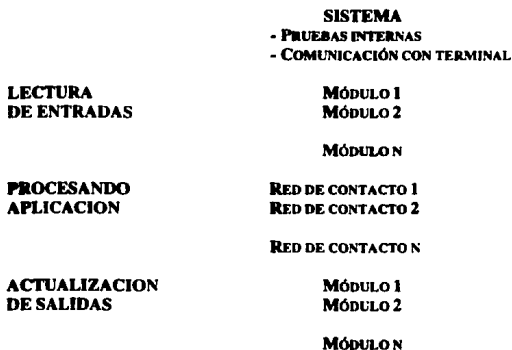 SISTEMA
- PRUEBAS INTERNAS
- COMUNICACIÓN CON TERMINAL
LECTURA MÓDULO 1
DE ENTRADAS MÓDULO 2
MÓDULO N
PROCESANDO RED DE CONTACTO 1
APLICACION RED DE CONTACTO 2
RED DE CONTACTO N
ACTUALIZACION MÓDULO 1
DE SALIDAS MÓDULO 2
MÓDULO N